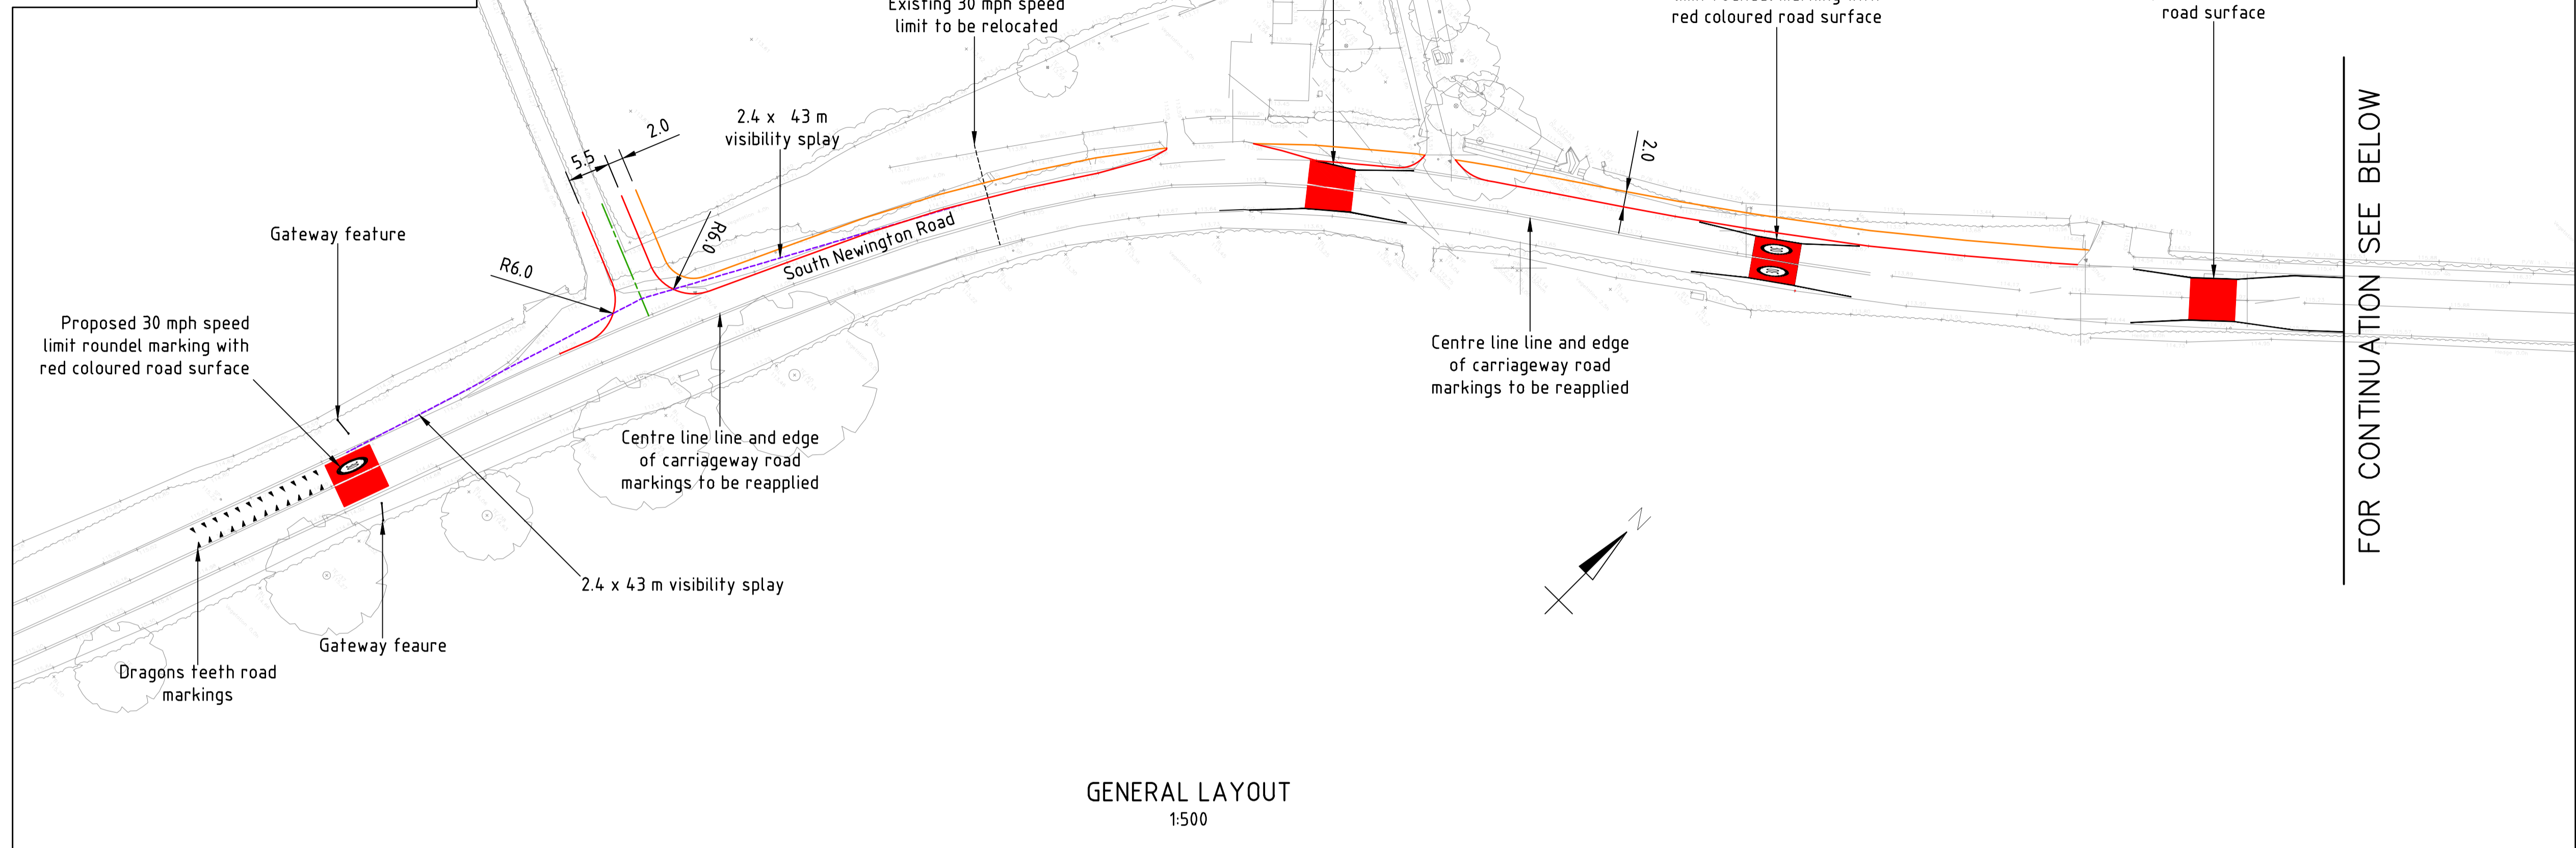 Existing 30 mph speed
limit to be relocated
red coloured road surface
road surface
2.4 x 43 m
visibility splay
2.0
5.5
2.0
R6.0
South Newington Road
Gateway feature
R6.0
Proposed 30 mph speed
limit roundel marking with
red coloured road surface
Centre line line and edge
of carriageway road
markings to be reapplied
Centre line line and edge
of carriageway road
markings to be reapplied
2.4 x 43 m visibility splay
Gateway feaure
Dragons teeth road
markings
N
FOR CONTINUATION SEE BELOW
GENERAL LAYOUT
1:500